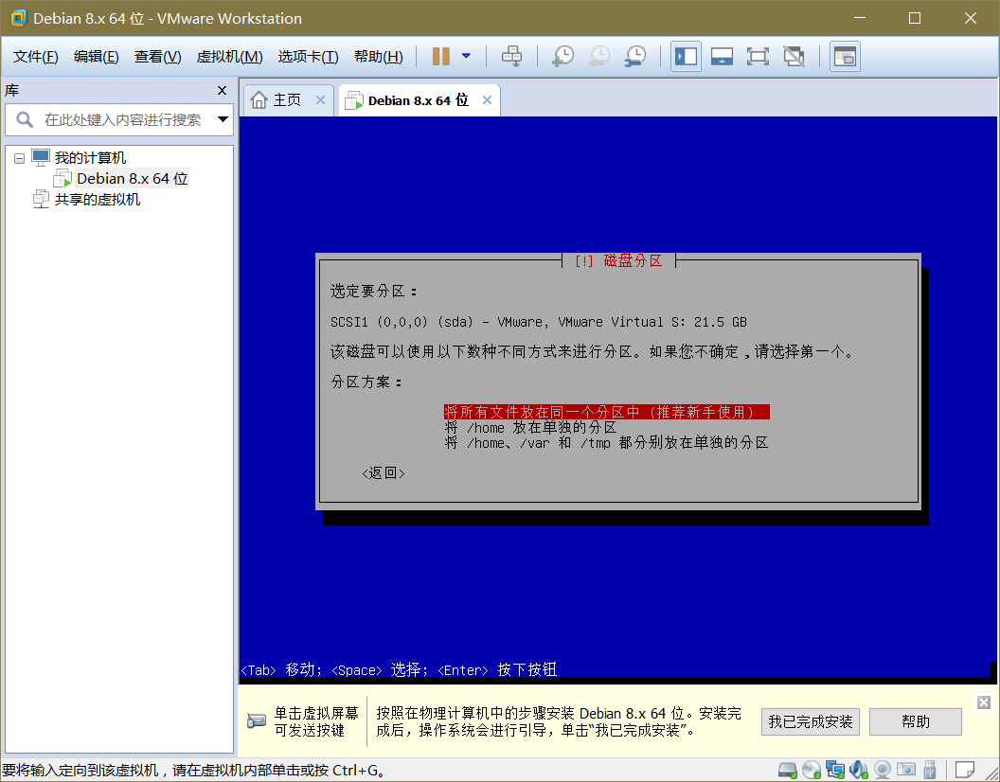 Debian 8.x 64 位 - VMware Workstation
文件(F) 编辑(E) 查看(V) 虚拟机(M) 选项卡(T) 帮助(H)
库
在此处键入内容进行搜索
我的计算机
Debian 8.x 64 位
共享的虚拟机
主页 Debian 8.x 64 位
[!] 磁盘分区
选定要分区：
SCSI1 (0,0,0) (sda) - VMware, VMware Virtual S: 21.5 GB
该磁盘可以使用以下数种不同方式来进行分区。如果您不确定，请选择第一个。
分区方案：
将所有文件放在同一个分区中 (推荐新手使用)
将 /home 放在单独的分区
将 /home、/var 和 /tmp 都分别放在单独的分区
<返回>
<Tab> 移动; <Space> 选择; <Enter> 按下按钮
单击虚拟屏幕
可发送按键
按照在物理计算机中的步骤安装 Debian 8.x 64 位。安装完
成后，操作系统会进行引导，单击“我已完成安装”。
我已完成安装 帮助
要将输入定向到该虚拟机，请在虚拟机内部单击或按 Ctrl+G。